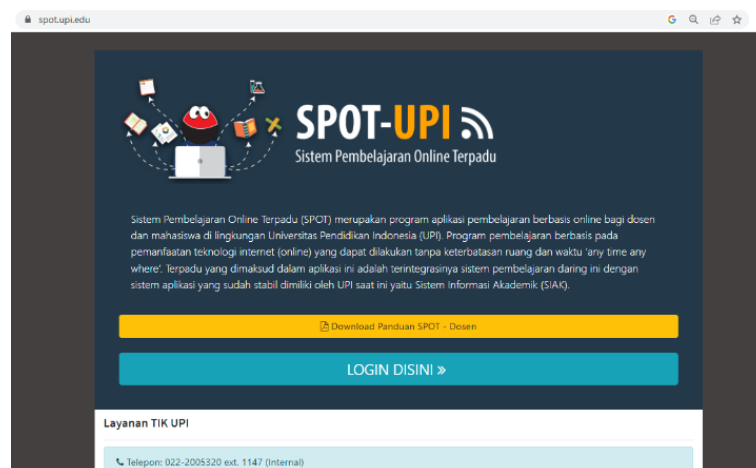 spot.upi.edu
SPOT-UPI
Sistem Pembelajaran Online Terpadu
Sistem Pembelajaran Online Terpadu (SPOT) merupakan program aplikasi pembelajaran berbasis online bagi dosen
dan mahasiswa di lingkungan Universitas Pendidikan Indonesia (UPI). Program pembelajaran berbasis pada
pemanfaatan teknologi internet (online) yang dapat dilakukan tanpa keterbatasan ruang dan waktu 'any time any
where'. Terpadu yang dimaksud dalam aplikasi ini adalah terintegrasinya sistem pembelajaran daring ini dengan
sistem aplikasi yang sudah stabil dimiliki oleh UPI saat ini yaitu Sistem Informasi Akademik (SIAK).
Download Panduan SPOT - Dosen
LOGIN DISINI »
Layanan TIK UPI
Telepon: 022-2005320 ext. 1147 (Internal)